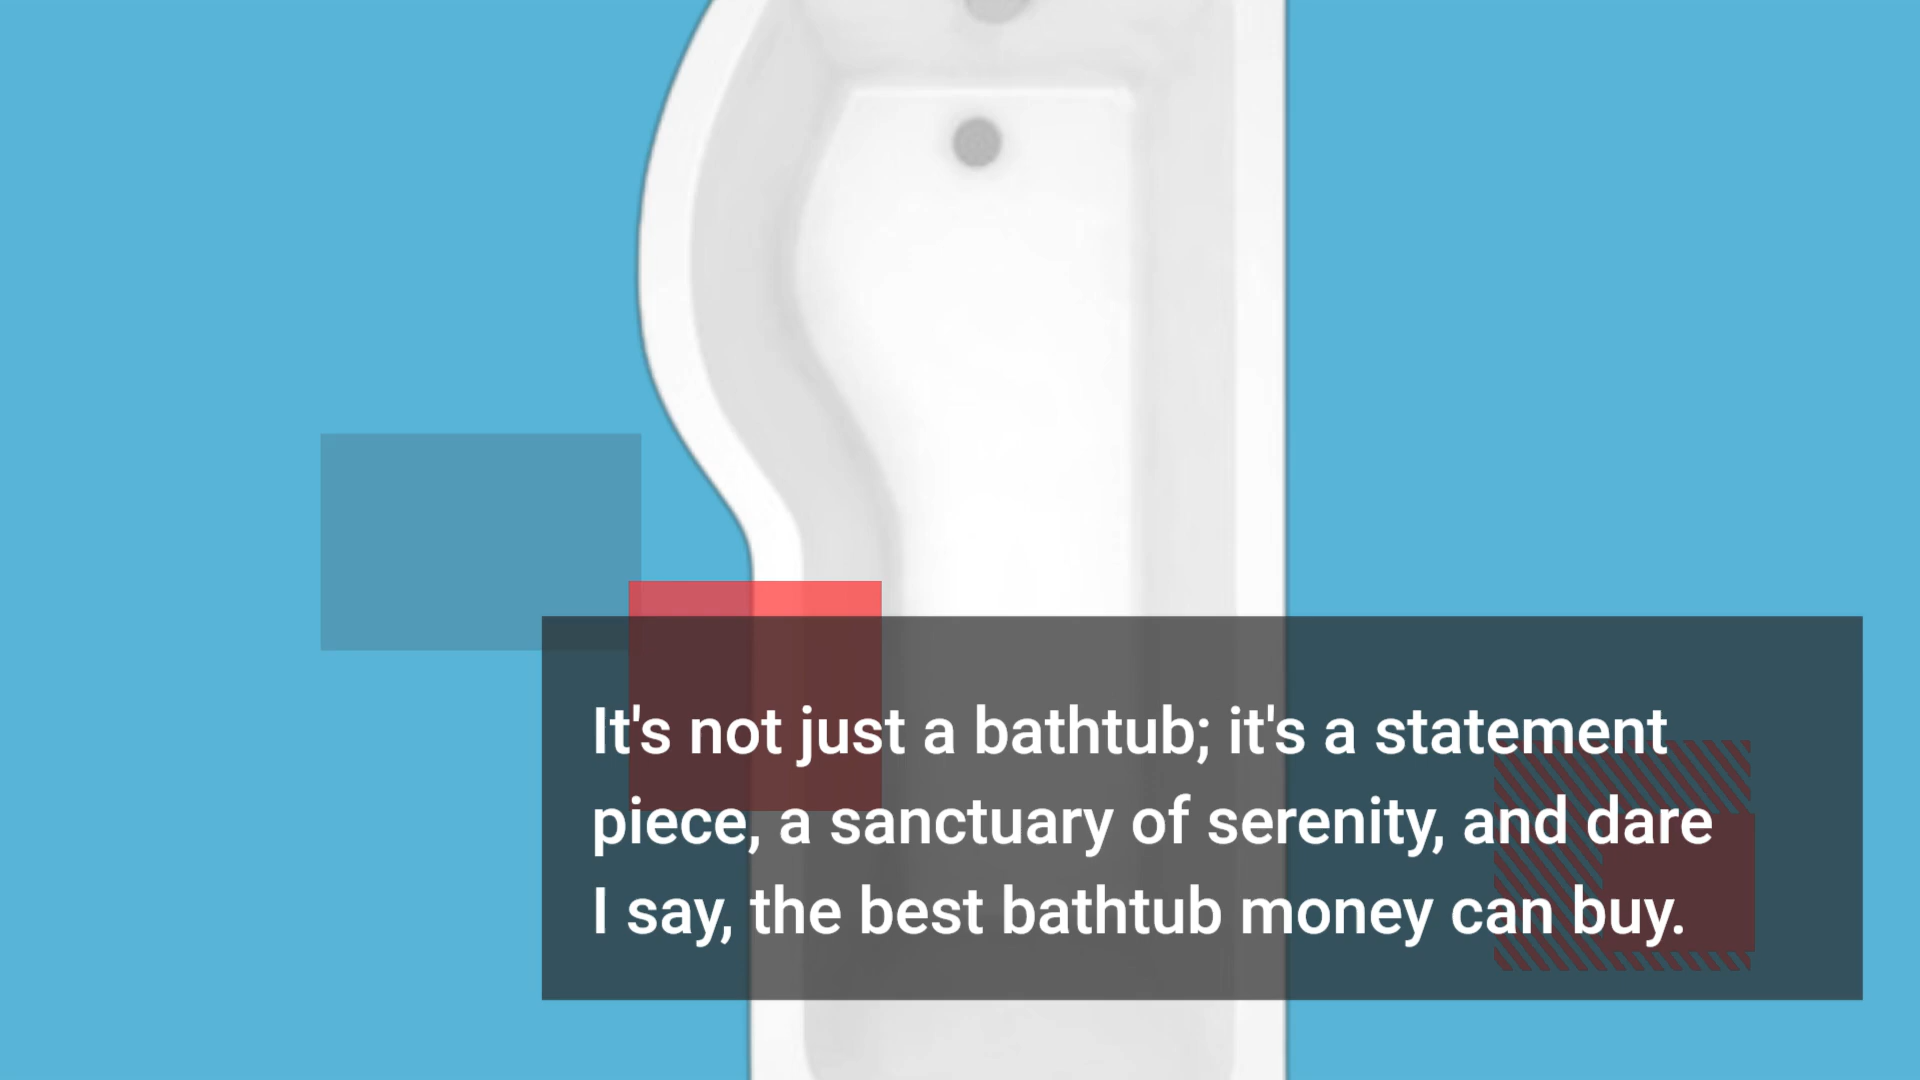 It's not just a bathtub; it's a statement
piece, a sanctuary of serenity, and dare
I say, the best bathtub money can buy.